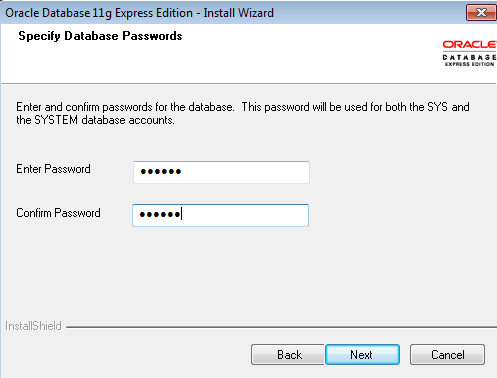 Oracle Database 11g Express Edition - Install Wizard
Specify Database Passwords
ORACLE
DATABASE
EXPRESS EDITION
Enter and confirm passwords for the database. This password will be used for both the SYS and
the SYSTEM database accounts.
Enter Password ••••••
Confirm Password ••••••
InstallShield
Back Next Cancel